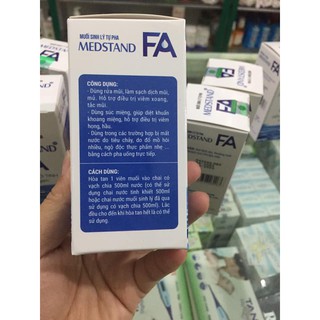 MUỐI SINH LÝ TỰ PHA
MEDSTAND FA
CÔNG DỤNG:
- Dùng rửa mũi, làm sạch dịch mũi,
mủ. Hỗ trợ điều trị viêm xoang,
tắc mũi.
- Dùng súc miệng, giúp diệt khuẩn
khoang miệng, hỗ trợ điều trị viêm
họng, hầu.
- Dùng trong các trường hợp bị mất
nước do tiêu chảy, do đổ mồ hôi
nhiều, ngộ độc thực phẩm nhẹ ...
bằng cách pha uống trực tiếp.
CÁCH DÙNG:
Hòa tan 1 viên muối vào chai có
vạch chia 500ml nước (có thể sử
dụng chai nước tinh khiết 500ml
hoặc chai nước muối sinh lý đã qua
sử dụng có vạch chia 500ml). Lắc
đều cho đến khi hòa tan hết là có thể
sử dụng.
MEDSTAND
FA
MEDSTAND FA